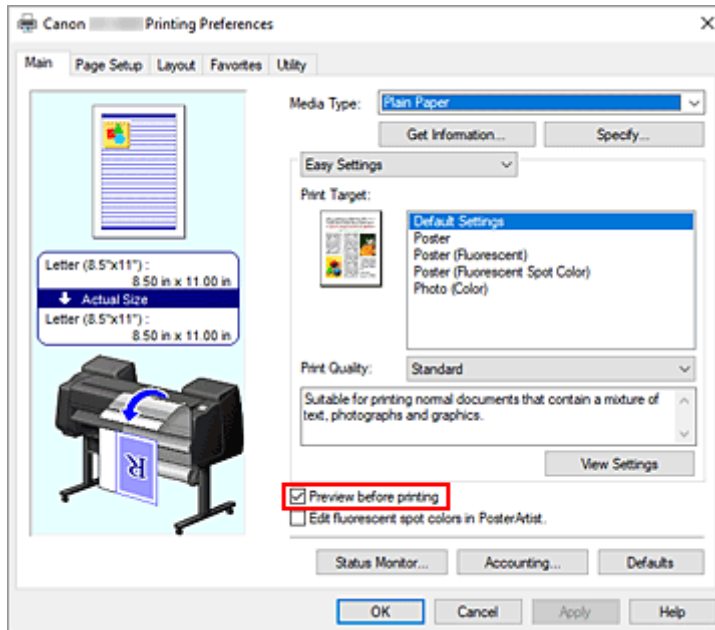 Canon Printing Preferences
Main Page Setup Layout Favorites Utility
Media Type: Plain Paper
Get Information... Specify...
Easy Settings
Print Target:
Default Settings
Poster
Poster (Fluorescent)
Poster (Fluorescent Spot Color)
Photo (Color)
Letter (8.5"x11") :
8.50 in x 11.00 in
Actual Size
Letter (8.5"x11") :
8.50 in x 11.00 in
R
Print Quality: Standard
Suitable for printing normal documents that contain a mixture of
text, photographs and graphics.
View Settings
Preview before printing
Edit fluorescent spot colors in PosterArtist.
Status Monitor... Accounting... Defaults
OK Cancel Apply Help